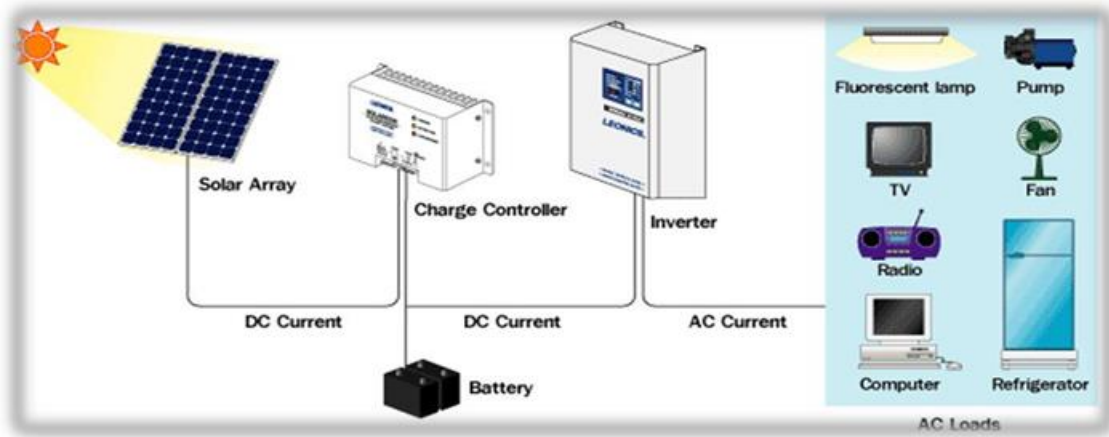 Solar Array
Charge Controller
LEONICS.
Inverter
DC Current
DC Current
AC Current
Battery
Fluorescent lamp
Pump
TV
Fan
Radio
Computer
Refrigerator
AC Loads